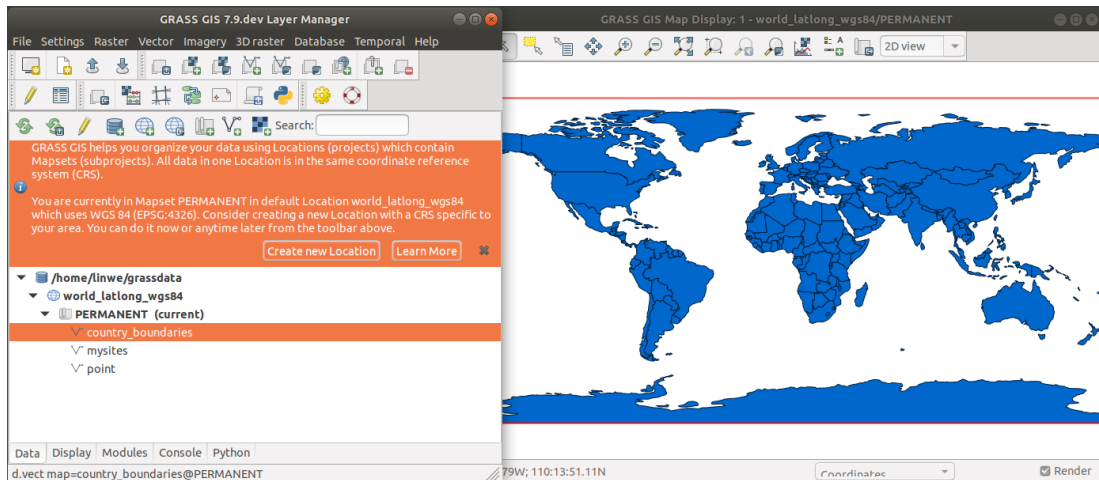 GRASS GIS 7.9.dev Layer Manager
GRASS GIS Map Display: 1 - world_latlong_wgs84/PERMANENT
File Settings Raster Vector Imagery 3D raster Database Temporal Help
2D view
Search:
GRASS GIS helps you organize your data using Locations (projects) which contain
Mapsets (subprojects). All data in one Location is in the same coordinate reference
system (CRS).
You are currently in Mapset PERMANENT in default Location world_latlong_wgs84
which uses WGS 84 (EPSG:4326). Consider creating a new Location with a CRS specific to
your area. You can do it now or anytime later from the toolbar above.
Create new Location Learn More
/home/linwe/grassdata
world_latlong_wgs84
PERMANENT (current)
country_boundaries
mysites
point
Data Display Modules Console Python
d.vect map=country_boundaries@PERMANENT
79W; 110:13:51.11N
Coordinates
Render